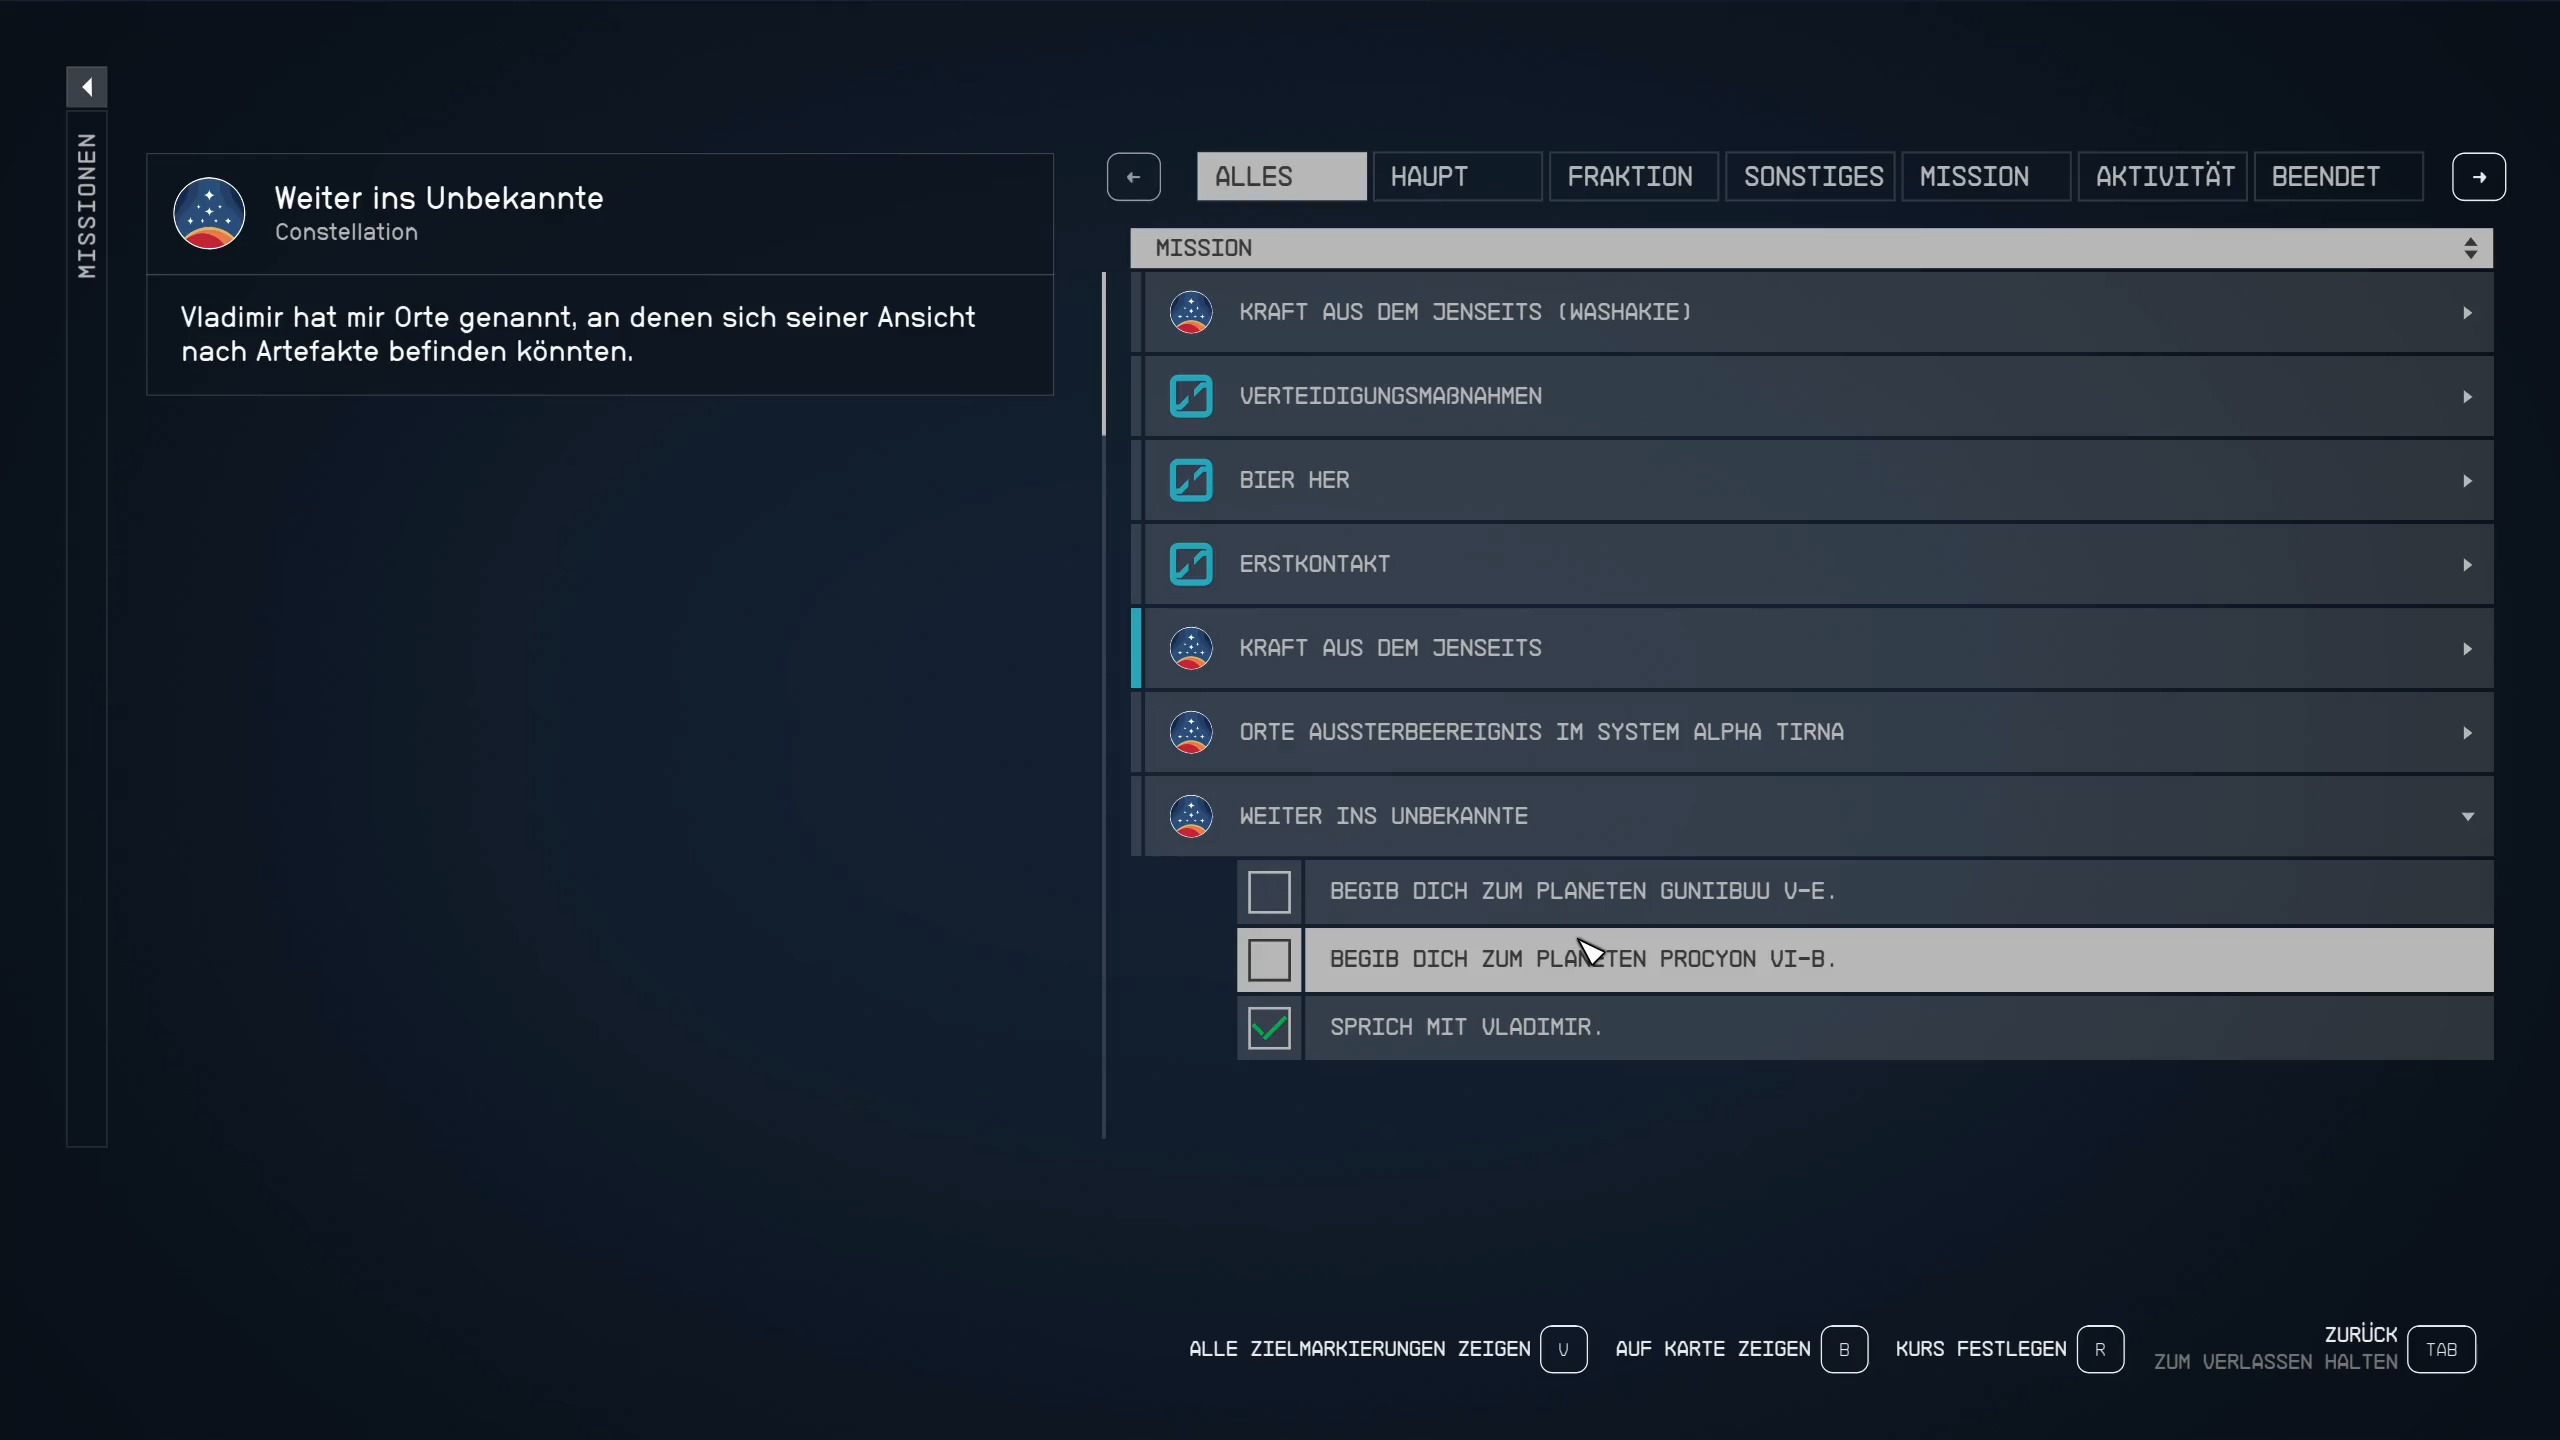 MISSIONEN
Weiter ins Unbekannte
Constellation
Vladimir hat mir Orte genannt, an denen sich seiner Ansicht
nach Artefakte befinden könnten.
ALLES HAUPT FRAKTION SONSTIGES MISSION AKTIVITÄT BEENDET
MISSION
KRAFT AUS DEM JENSEITS (WASHAKIE)
VERTEIDIGUNGSMAßNAHMEN
BIER HER
ERSTKONTAKT
KRAFT AUS DEM JENSEITS
ORTE AUSSTERBEEREIGNIS IM SYSTEM ALPHA TIRNA
WEITER INS UNBEKANNTE
BEGIB DICH ZUM PLANETEN GUNIIBUU V-E.
BEGIB DICH ZUM PLANETEN PROCYON VI-B.
SPRICH MIT VLADIMIR.
ALLE ZIELMARKIERUNGEN ZEIGEN V AUF KARTE ZEIGEN B KURS FESTLEGEN R ZURÜCK
ZUM VERLASSEN HALTEN TAB